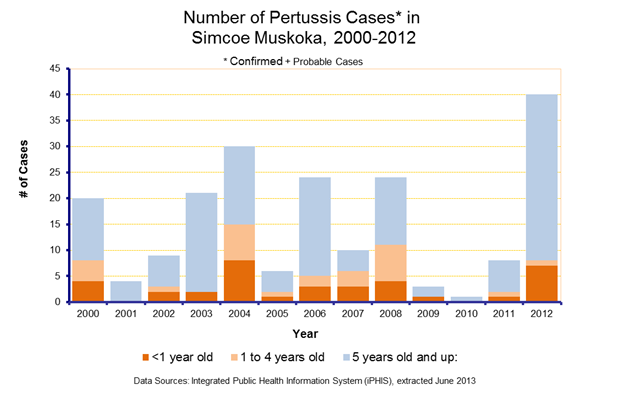 Number of Pertussis Cases* in
Simcoe Muskoka, 2000-2012
* Confirmed + Probable Cases
# of Cases
45
40
35
30
25
20
15
10
5
0
2000 2001 2002 2003 2004 2005 2006 2007 2008 2009 2010 2011 2012
Year
<1 year old 1 to 4 years old 5 years old and up:
Data Sources: Integrated Public Health Information System (iPHIS), extracted June 2013